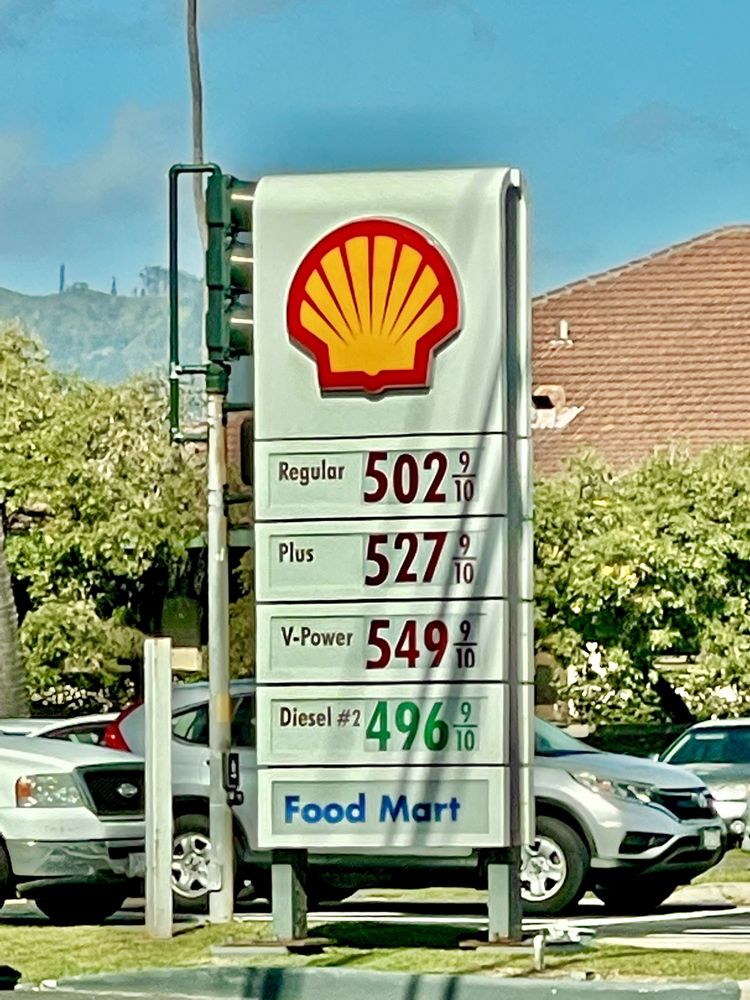 Regular 502 9/10
Plus 527 9/10
V-Power 549 9/10
Diesel #2 496 9/10
Food Mart